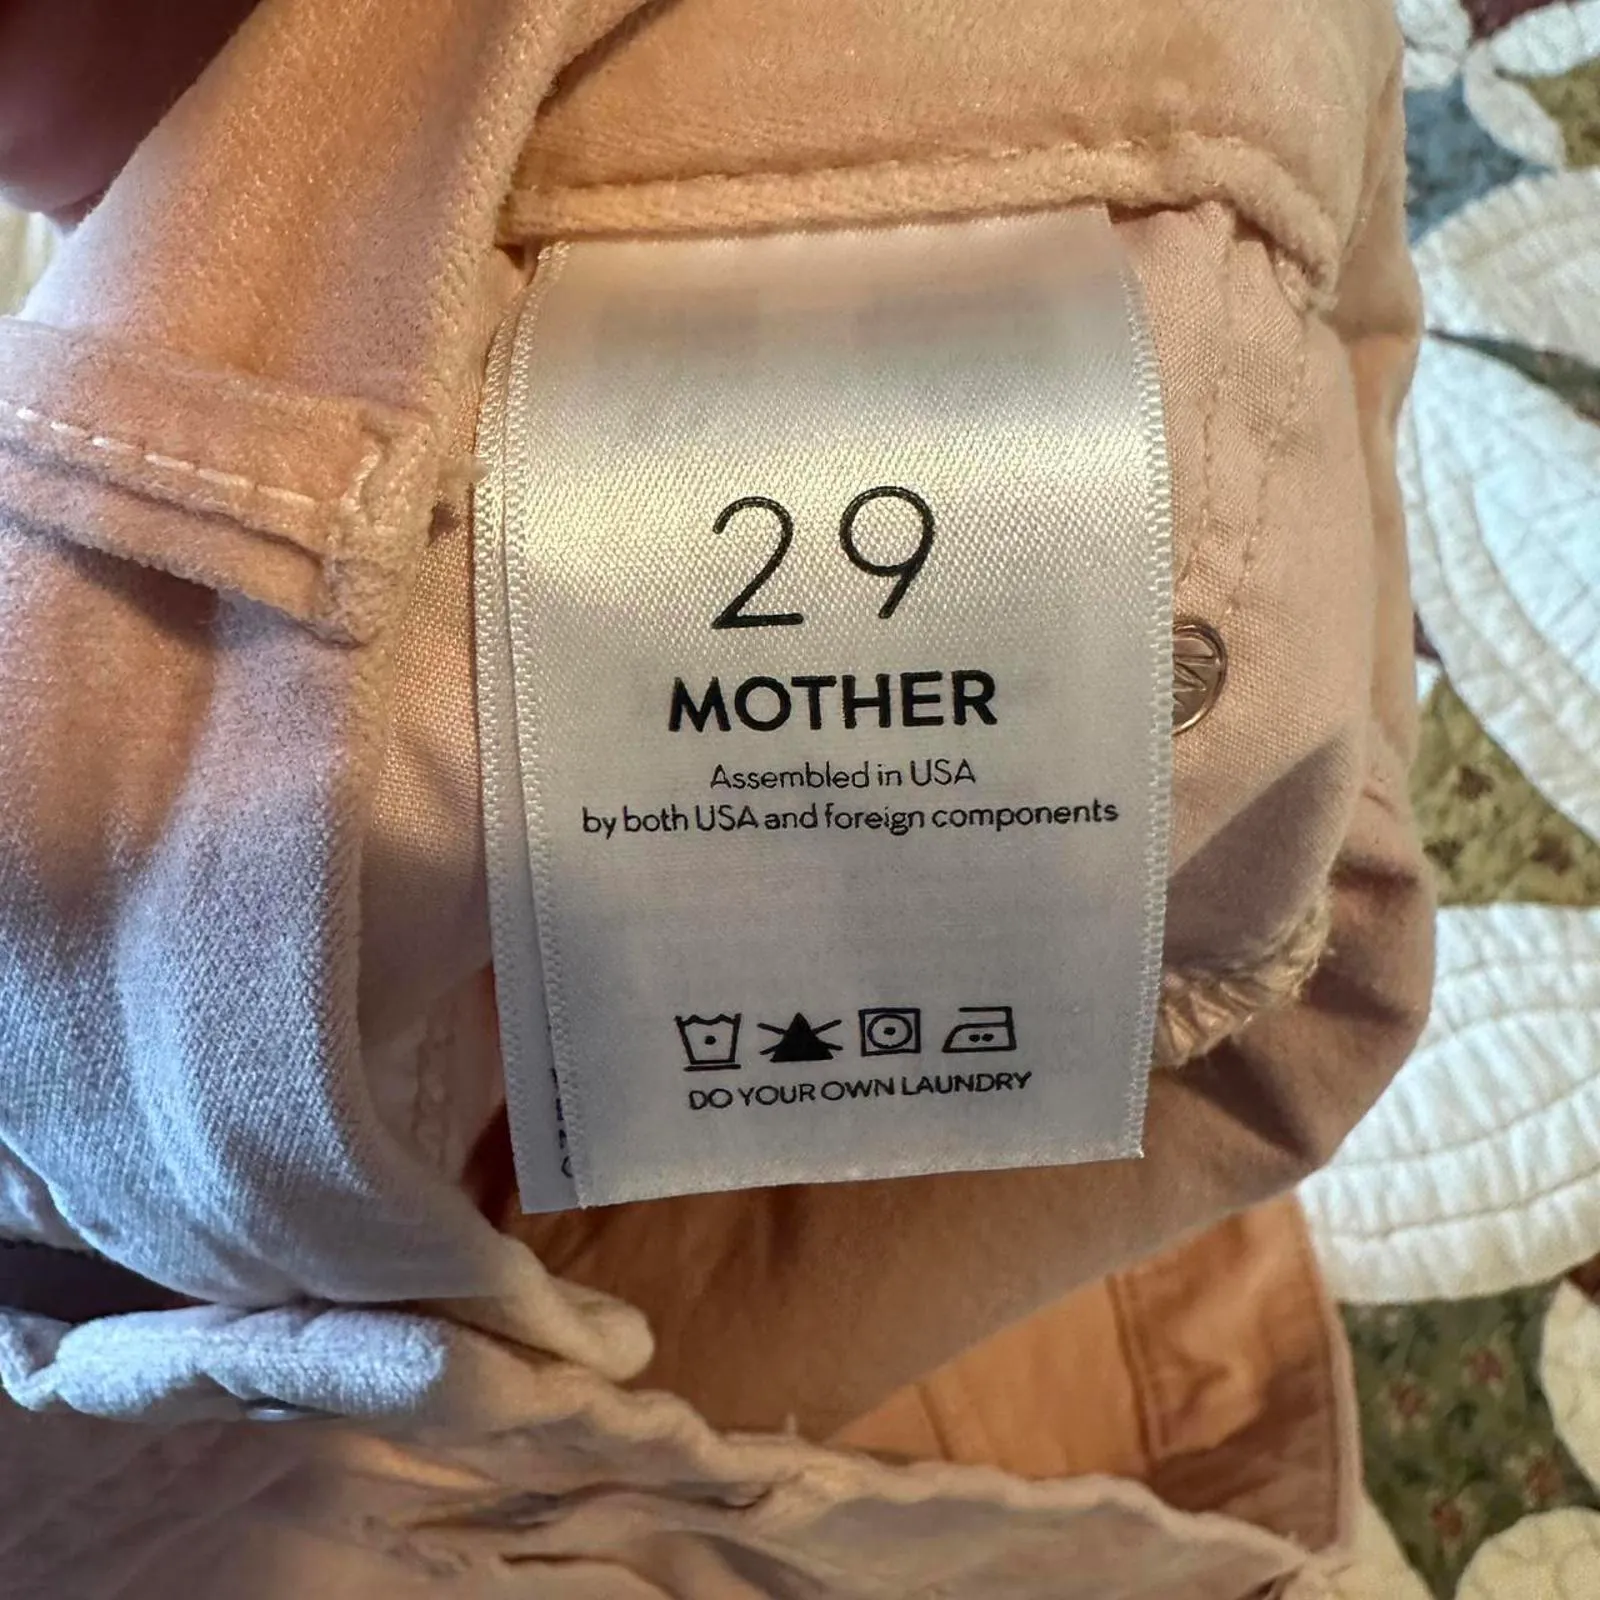 29
MOTHER
Assembled in USA
by both USA and foreign components
DO YOUR OWN LAUNDRY